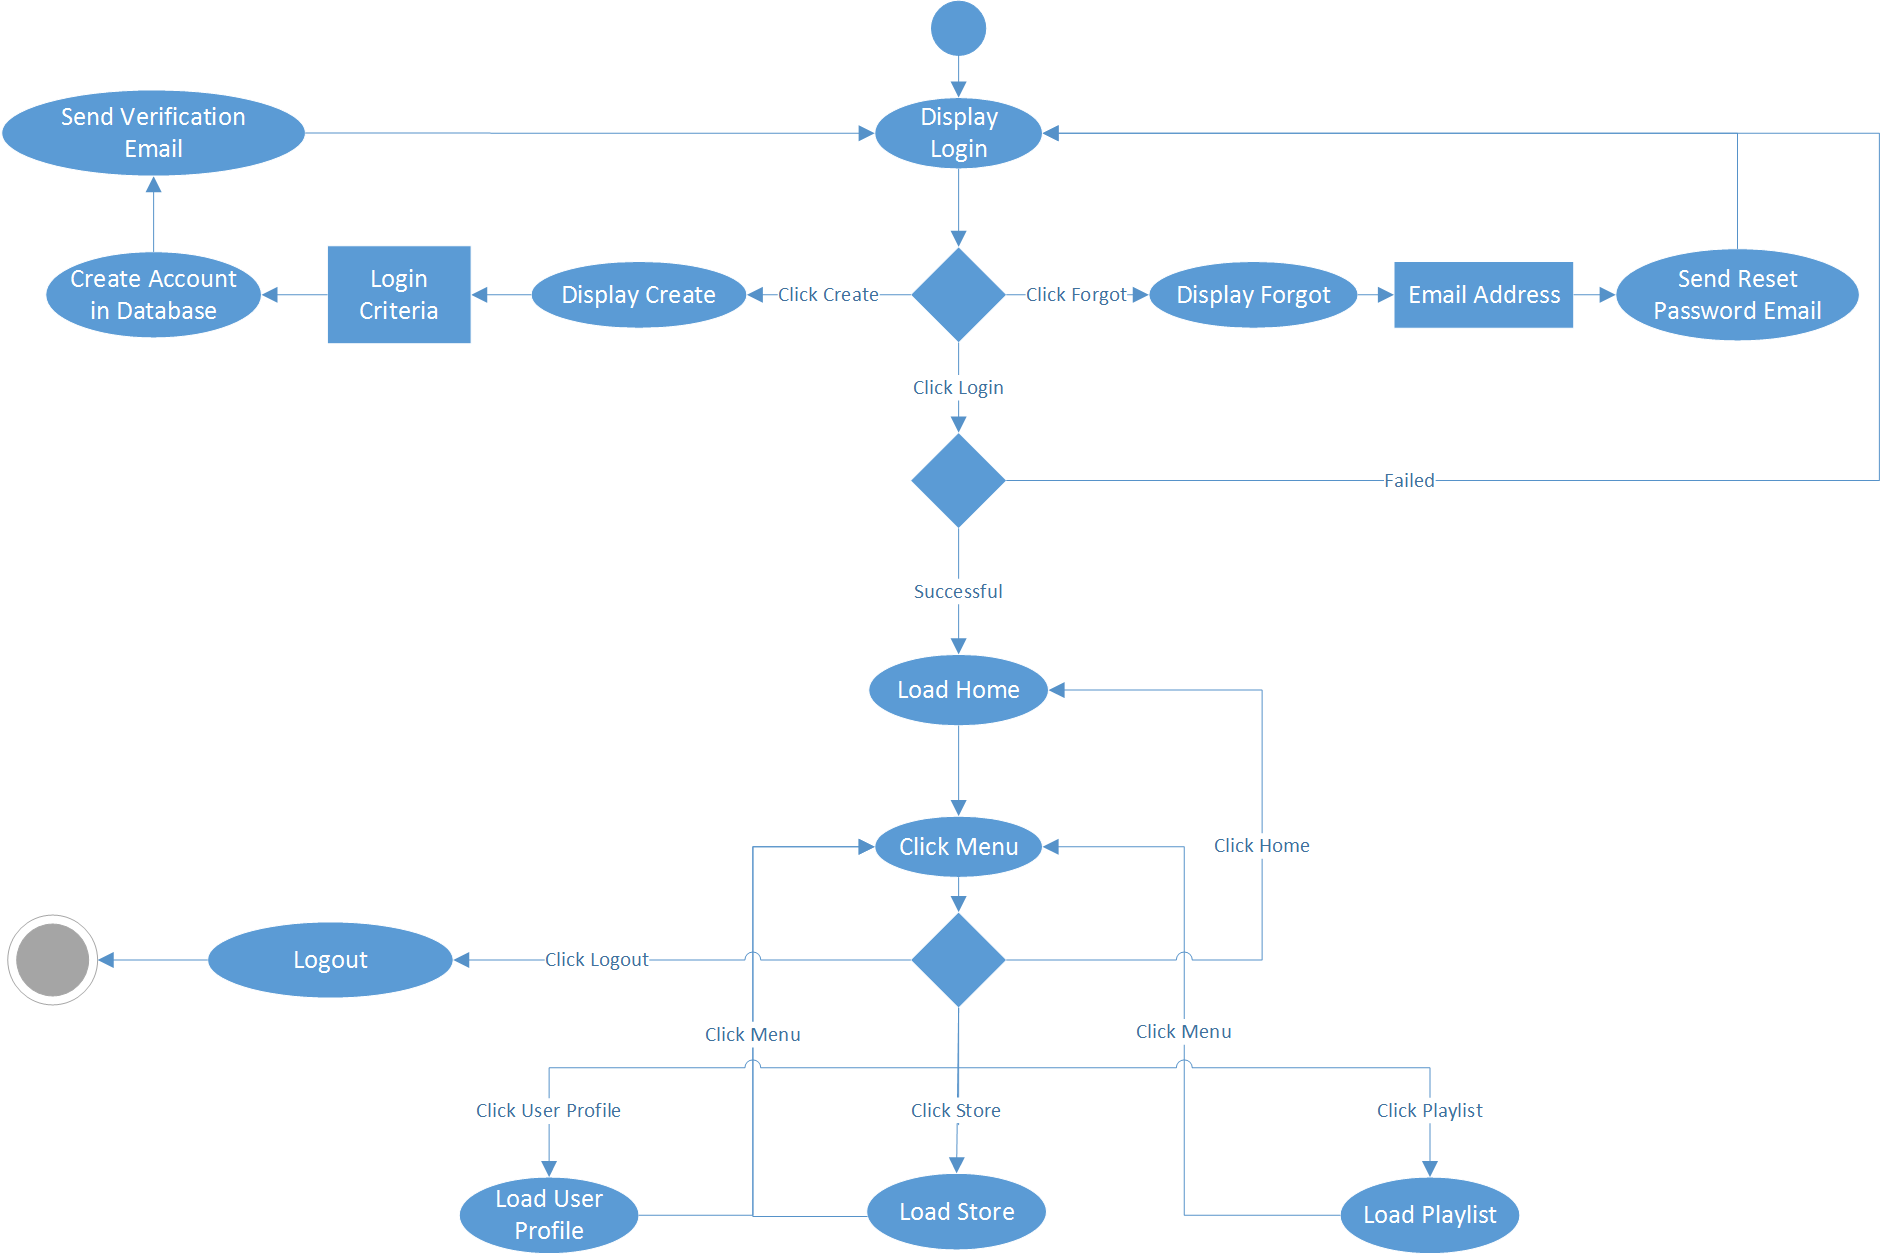 Display
Login
Send Verification
Email
Create Account
in Database
Login
Criteria
Display Create
Click Create
Click Forgot
Display Forgot
Email Address
Send Reset
Password Email
Click Login
Failed
Successful
Load Home
Click Menu
Click Home
Logout
Click Logout
Click Menu
Click Menu
Click User Profile
Click Store
Click Playlist
Load User
Profile
Load Store
Load Playlist